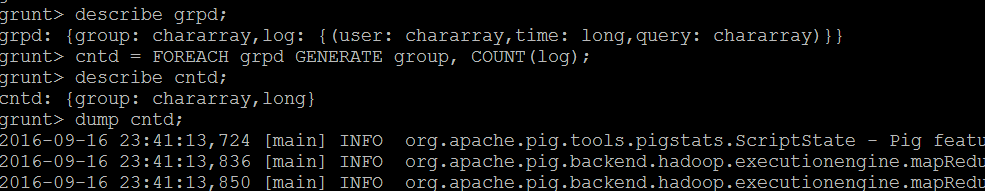 grunt> describe grpd;
grpd: {group: chararray,log: {(user: chararray,time: long,query: chararray)}}
grunt> cntd = FOREACH grpd GENERATE group, COUNT(log);
grunt> describe cntd;
cntd: {group: chararray,long}
grunt> dump cntd;
2016-09-16 23:41:13,724 [main] INFO  org.apache.pig.tools.pigstats.ScriptState - Pig featu
2016-09-16 23:41:13,836 [main] INFO  org.apache.pig.backend.hadoop.executionengine.mapRedu
2016-09-16 23:41:13,850 [main] INFO  org.apache.pig.backend.hadoop.executionengine.mapRedu